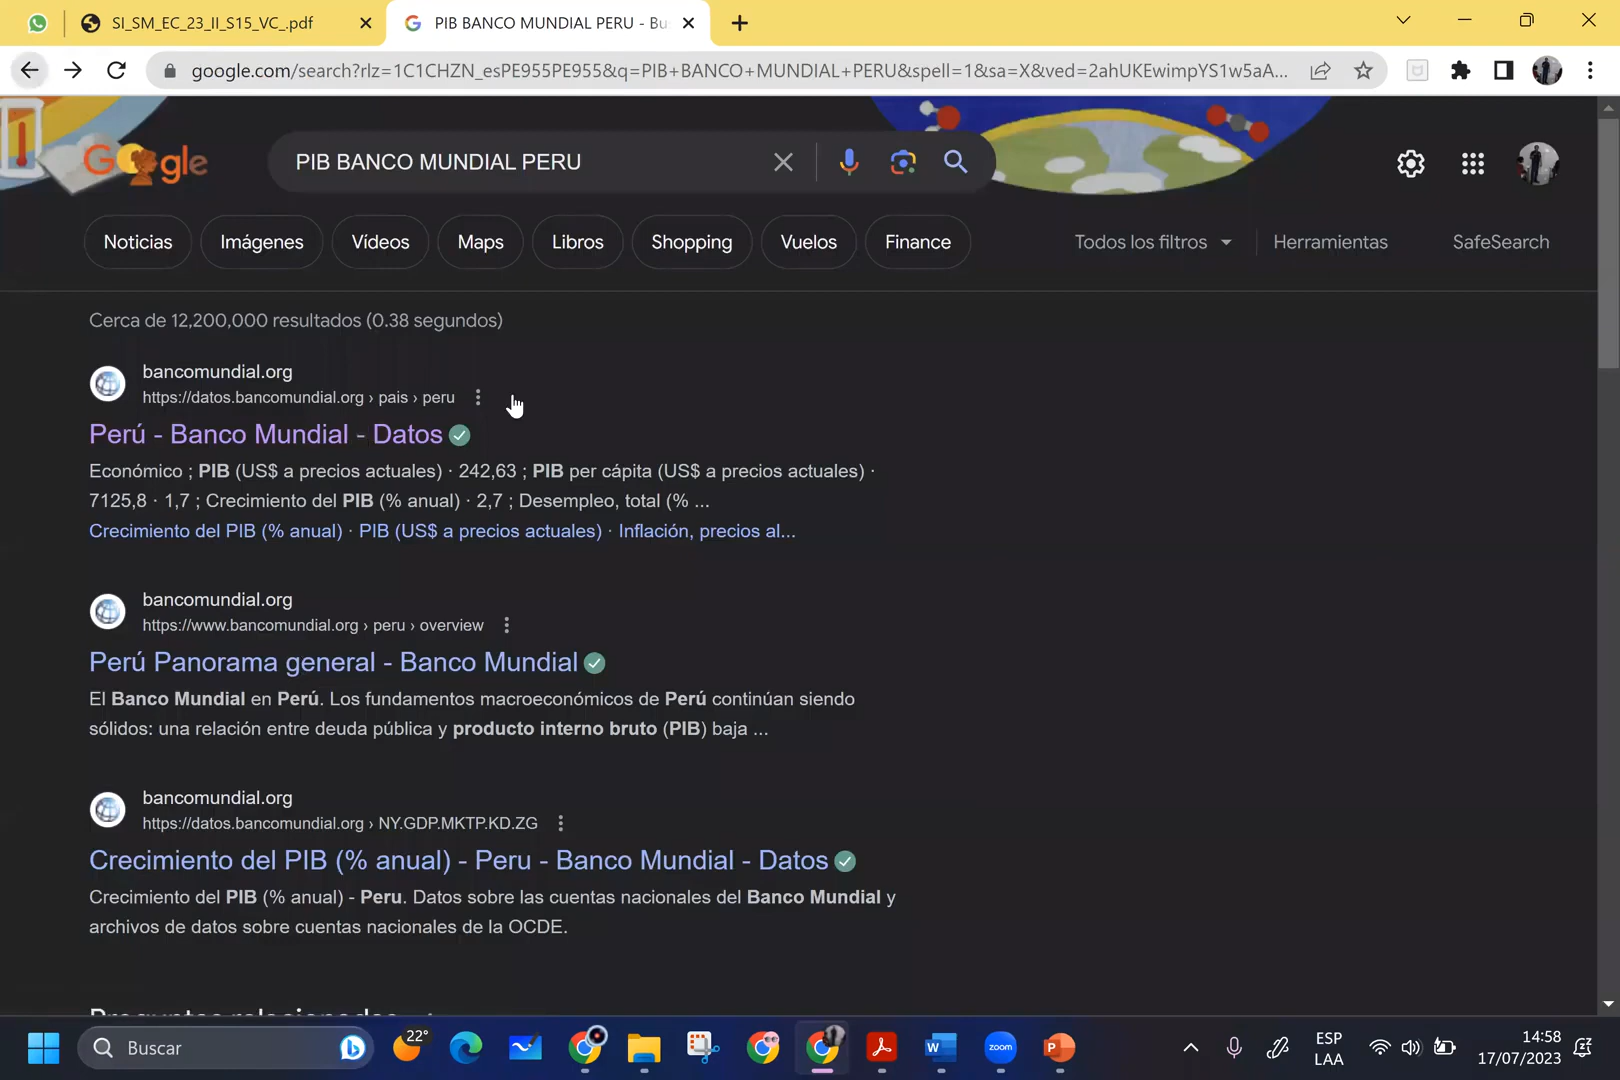 SI_SM_EC_23_II_S15_VC_.pdf
PIB BANCO MUNDIAL PERU - Bu
google.com/search?rlz=1C1CHZN_esPE955PE955&q=PIB+BANCO+MUNDIAL+PERU&spell=1&sa=X&ved=2ahUKEwimpYS1w5aA...
Google
PIB BANCO MUNDIAL PERU
Noticias
Imágenes
Vídeos
Maps
Libros
Shopping
Vuelos
Finance
Todos los filtros
Herramientas
SafeSearch
Cerca de 12,200,000 resultados (0.38 segundos)
bancomundial.org
https://datos.bancomundial.org › pais › peru
Perú - Banco Mundial - Datos
Económico ; PIB (US$ a precios actuales) · 242,63 ; PIB per cápita (US$ a precios actuales) ·
7125,8 · 1,7 ; Crecimiento del PIB (% anual) · 2,7 ; Desempleo, total (% ...
Crecimiento del PIB (% anual) · PIB (US$ a precios actuales) · Inflación, precios al...
bancomundial.org
https://www.bancomundial.org › peru › overview
Perú Panorama general - Banco Mundial
El Banco Mundial en Perú. Los fundamentos macroeconómicos de Perú continúan siendo
sólidos: una relación entre deuda pública y producto interno bruto (PIB) baja ...
bancomundial.org
https://datos.bancomundial.org › NY.GDP.MKTP.KD.ZG
Crecimiento del PIB (% anual) - Peru - Banco Mundial - Datos
Crecimiento del PIB (% anual) - Peru. Datos sobre las cuentas nacionales del Banco Mundial y
archivos de datos sobre cuentas nacionales de la OCDE.
Preguntas relacionadas
Buscar
22°
zoom
ESP
LAA
14:58
17/07/2023